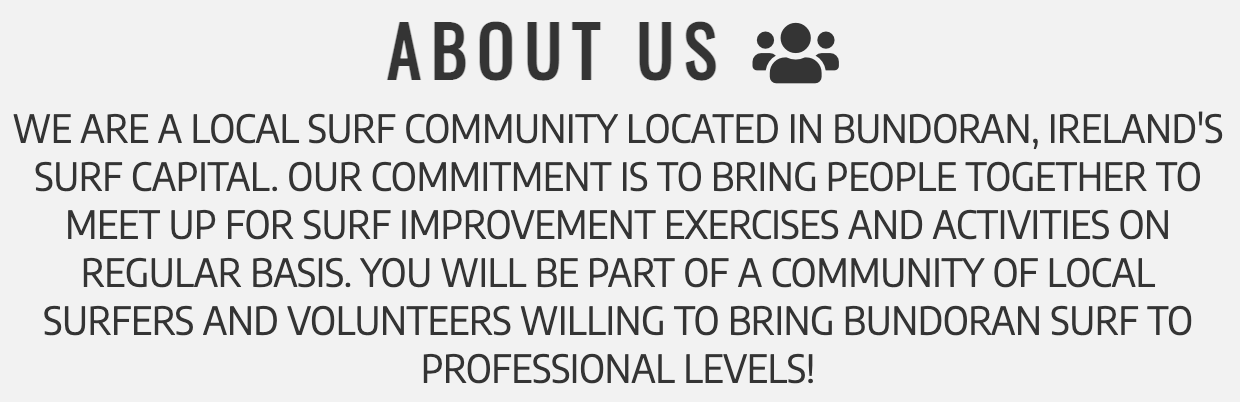 ABOUT US
WE ARE A LOCAL SURF COMMUNITY LOCATED IN BUNDORAN, IRELAND'S
SURF CAPITAL. OUR COMMITMENT IS TO BRING PEOPLE TOGETHER TO
MEET UP FOR SURF IMPROVEMENT EXERCISES AND ACTIVITIES ON
REGULAR BASIS. YOU WILL BE PART OF A COMMUNITY OF LOCAL
SURFERS AND VOLUNTEERS WILLING TO BRING BUNDORAN SURF TO
PROFESSIONAL LEVELS!